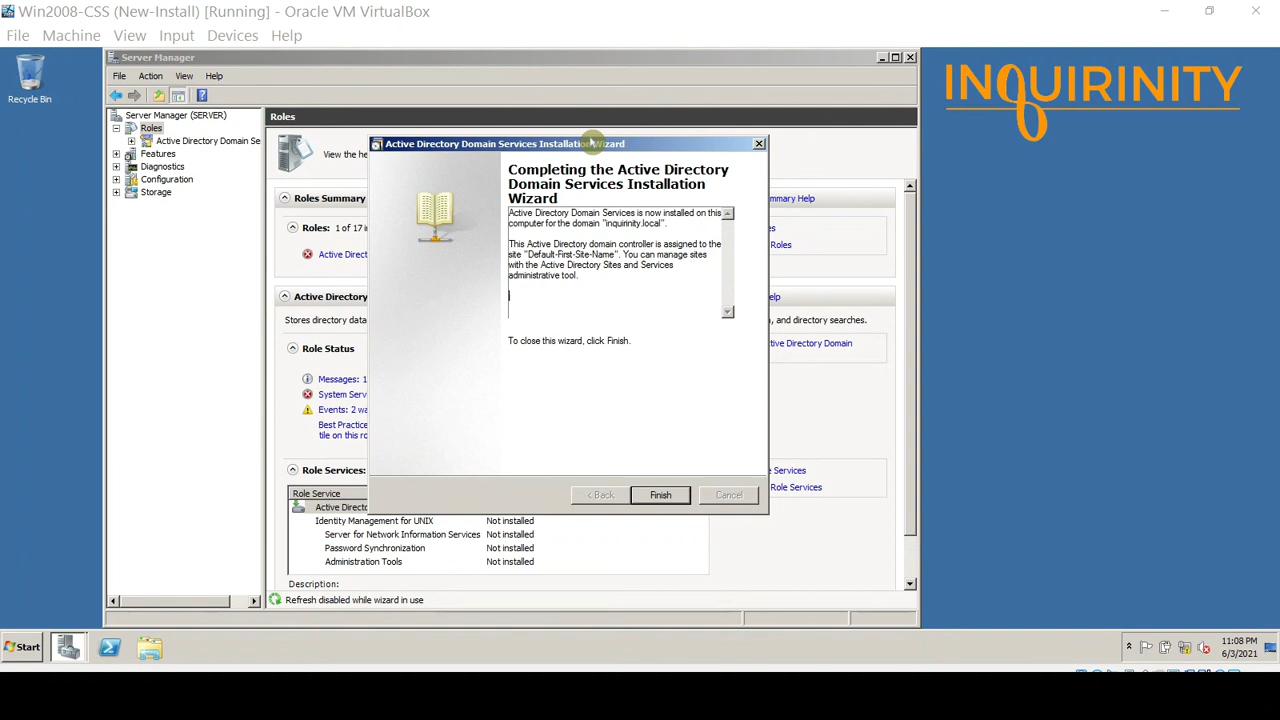 Win2008-CSS (New-Install) [Running] - Oracle VM VirtualBox
File Machine View Input Devices Help
Recycle Bin
INQUIRINITY
Server Manager
File Action View Help
Server Manager (SERVER)
Roles
Active Directory Domain Se
Features
Diagnostics
Configuration
Storage
Roles
View the he
Roles Summary
mmary Help
Roles: 1 of 17 i
Active Direct
Roles
Active Directory
elp
Stores directory data
, and directory searches.
Role Status
ctive Directory Domain
Messages: 1
System Serv
Events: 2 wa
Best Practice
tile on this ro
Role Services:
e Services
Role Services
Role Service
Active Directo
Identity Management for UNIX Not installed
Server for Network Information Services Not installed
Password Synchronization Not installed
Administration Tools Not installed
Description:
Refresh disabled while wizard in use
Active Directory Domain Services Installation Wizard
Completing the Active Directory
Domain Services Installation
Wizard
Active Directory Domain Services is now installed on this
computer for the domain "inquirinity.local".
This Active Directory domain controller is assigned to the
site "Default-First-Site-Name". You can manage sites
with the Active Directory Sites and Services
administrative tool.
To close this wizard, click Finish.
< Back Finish Cancel
Start
11:08 PM
6/3/2021